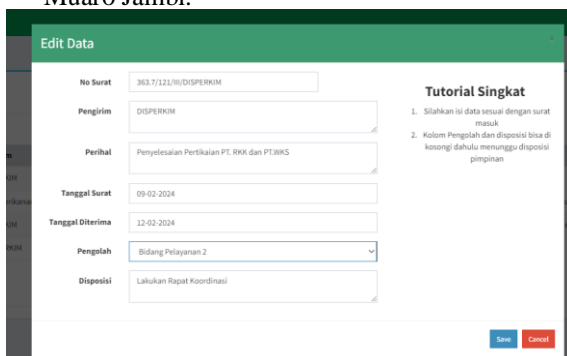 Muaro Jambi.
Edit Data
No Surat
363.7/121/III/DISPERKIM
Pengirim
DISPERKIM
Perihal
Penyelesaian Pertikaian PT. RKK dan PT.WKS
Tanggal Surat
09-02-2024
Tanggal Diterima
12-02-2024
Pengolah
Bidang Pelayanan 2
Disposisi
Lakukan Rapat Koordinasi
Tutorial Singkat
1. Silahkan isi data sesuai dengan surat
masuk
2. Kolom Pengolah dan disposisi bisa di
kosongi dahulu menunggu disposisi
pimpinan
Save
Cancel